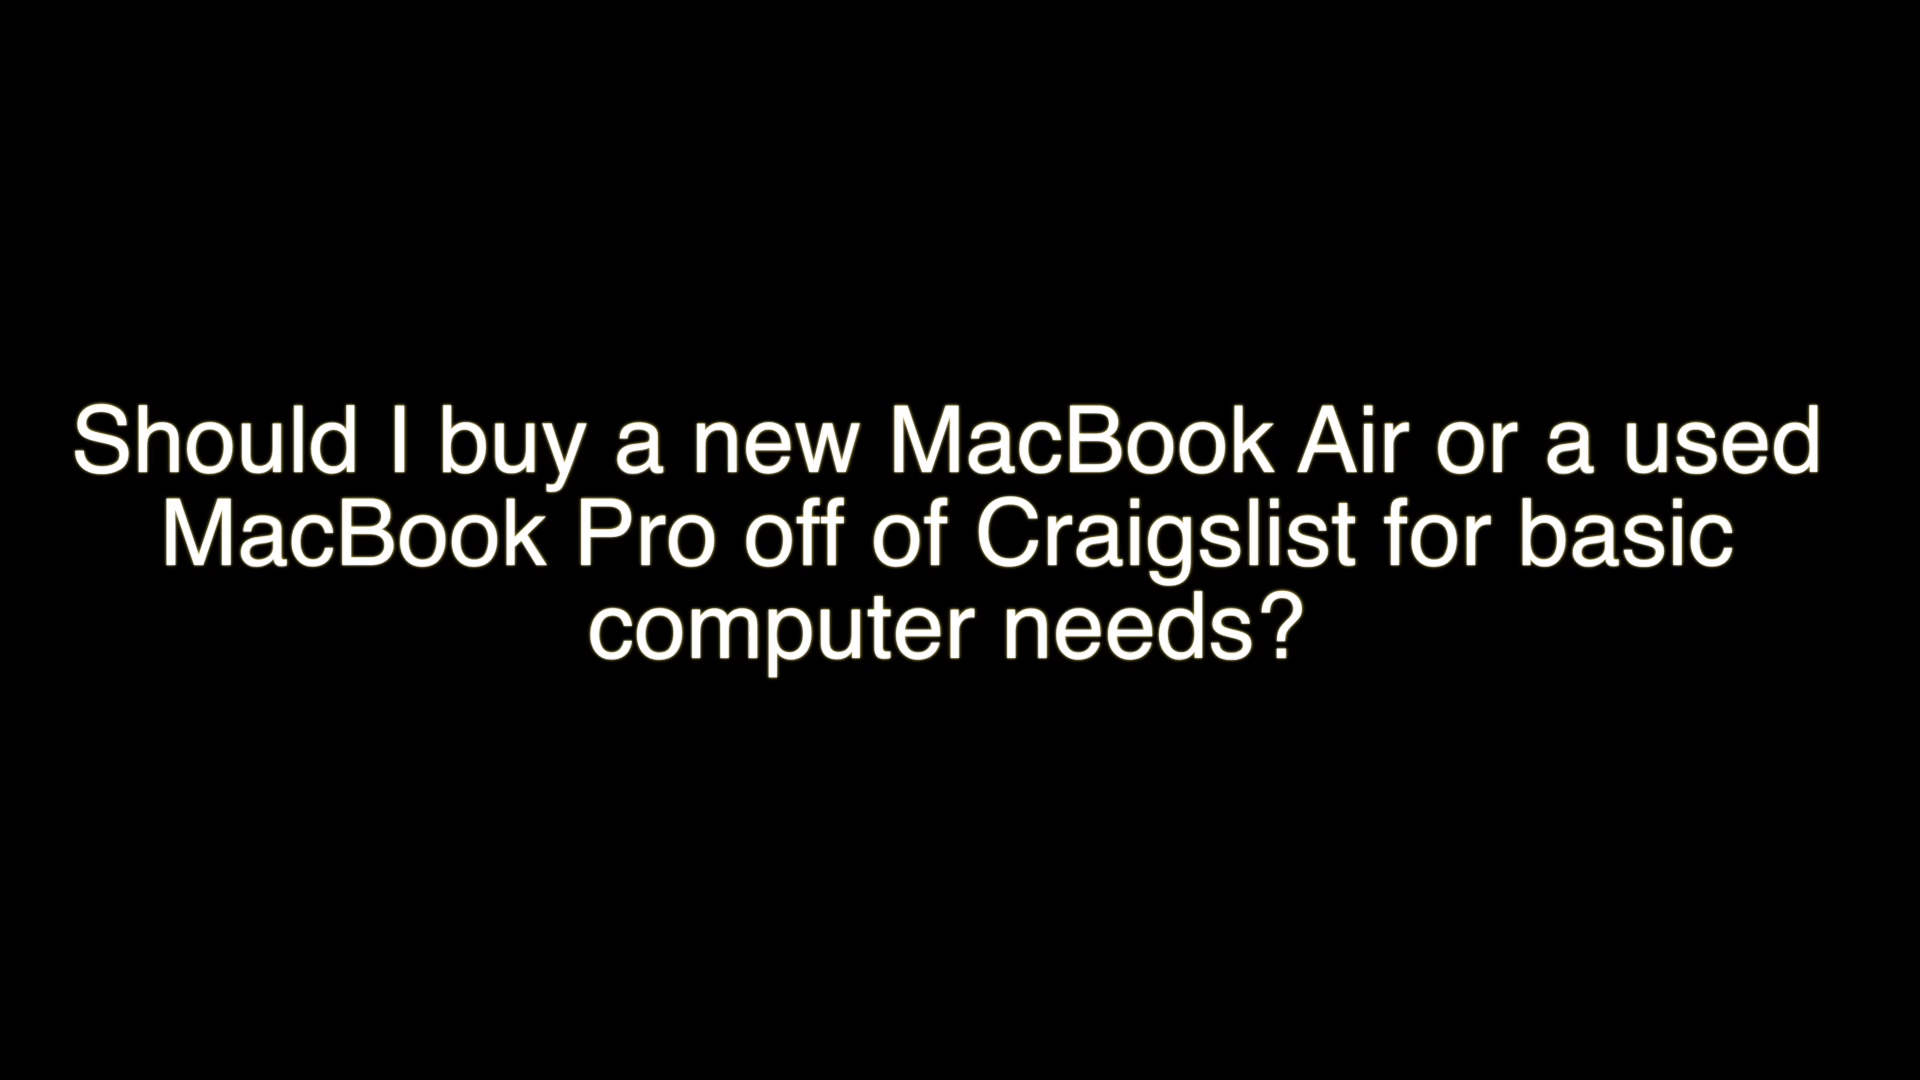 Should I buy a new MacBook Air or a used
MacBook Pro off of Craigslist for basic
computer needs?